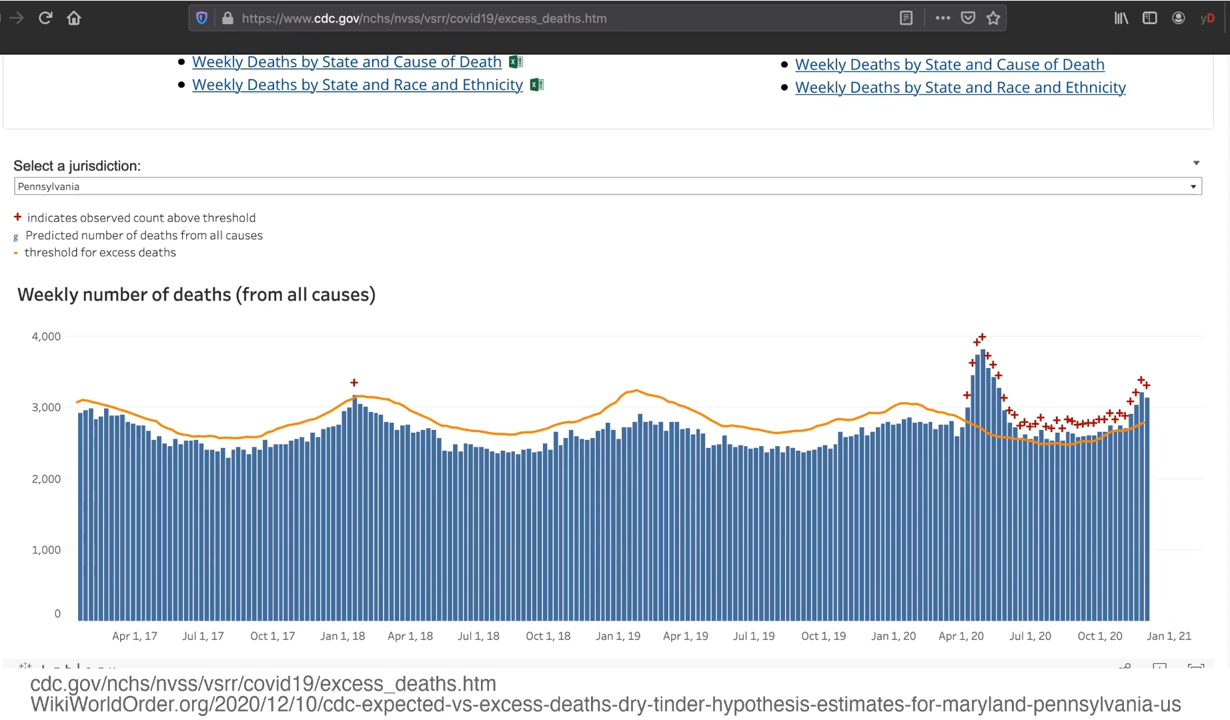 https://www.cdc.gov/nchs/nvss/vsrr/covid19/excess_deaths.htm
yD
Weekly Deaths by State and Cause of Death
Weekly Deaths by State and Cause of Death
Weekly Deaths by State and Race and Ethnicity
Weekly Deaths by State and Race and Ethnicity
Select a jurisdiction:
Pennsylvania
+ indicates observed count above threshold
Predicted number of deaths from all causes
- threshold for excess deaths
Weekly number of deaths (from all causes)
4,000
3,000
2,000
1,000
0
Apr 1, 17 Jul 1, 17 Oct 1, 17 Jan 1, 18 Apr 1, 18 Jul 1, 18 Oct 1, 18 Jan 1, 19 Apr 1, 19 Jul 1, 19 Oct 1, 19 Jan 1, 20 Apr 1, 20 Jul 1, 20 Oct 1, 20 Jan 1, 21
cdc.gov/nchs/nvss/vsrr/covid19/excess_deaths.htm
WikiWorldOrder.org/2020/12/10/cdc-expected-vs-excess-deaths-dry-tinder-hypothesis-estimates-for-maryland-pennsylvania-us